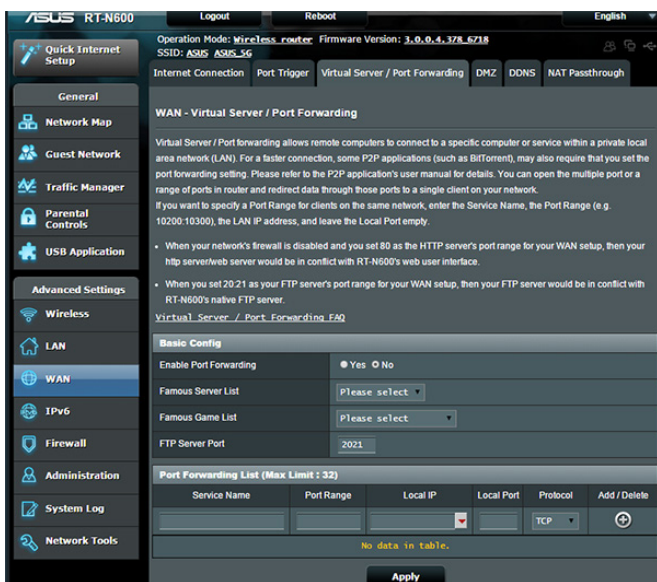 ASUS RT-N600
Logout
Reboot
English
Quick Internet
Setup
Operation Mode: Wireless router Firmware Version: 3.0.0.4.378_6718
SSID: ASUS ASUS_5G
Internet Connection
Port Trigger
Virtual Server / Port Forwarding
DMZ
DDNS
NAT Passthrough
General
Network Map
Guest Network
Traffic Manager
Parental
Controls
USB Application
Advanced Settings
Wireless
LAN
WAN
IPv6
Firewall
Administration
System Log
Network Tools
WAN - Virtual Server / Port Forwarding
Virtual Server / Port forwarding allows remote computers to connect to a specific computer or service within a private local
area network (LAN). For a faster connection, some P2P applications (such as BitTorrent), may also require that you set the
port forwarding setting. Please refer to the P2P application's user manual for details. You can open the multiple port or a
range of ports in router and redirect data through those ports to a single client on your network.
If you want to specify a Port Range for clients on the same network, enter the Service Name, the Port Range (e.g.
10200:10300), the LAN IP address, and leave the Local Port empty.
• When your network's firewall is disabled and you set 80 as the HTTP server's port range for your WAN setup, then your
http server/web server would be in conflict with RT-N600's web user interface.
• When you set 20:21 as your FTP server's port range for your WAN setup, then your FTP server would be in conflict with
RT-N600's native FTP server.
Virtual Server / Port Forwarding FAQ
Basic Config
Enable Port Forwarding
Yes No
Famous Server List
Please select
Famous Game List
Please select
FTP Server Port
2021
Port Forwarding List (Max Limit : 32)
Service Name
Port Range
Local IP
Local Port
Protocol
Add / Delete
TCP
No data in table.
Apply